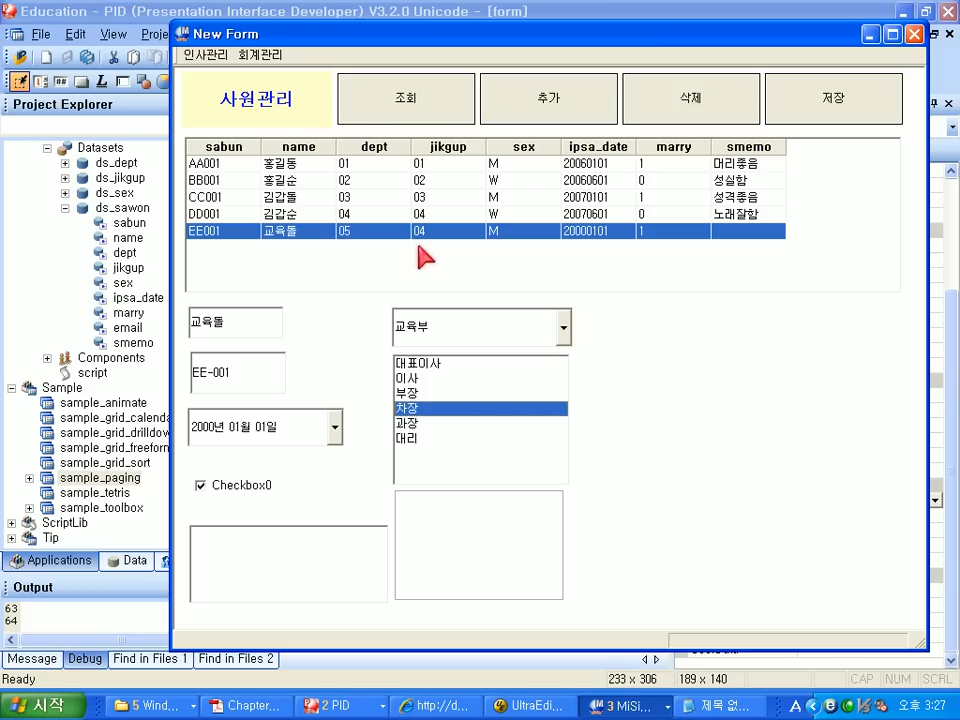 Education - PID (Presentation Interface Developer) V3.2.0 Unicode - [form]
File Edit View Proje
New Form
인사관리 회계관리
사원관리 조회 추가 삭제 저장
Project Explorer
Datasets
ds_dept
ds_jikgup
ds_sex
ds_sawon
sabun
name
dept
jikgup
sex
ipsa_date
marry
email
smemo
Components
script
Sample
sample_animate
sample_grid_calenda
sample_grid_drilldow
sample_grid_freeform
sample_grid_sort
sample_paging
sample_tetris
sample_toolbox
ScriptLib
Tip
Applications Data
Output
63
64
Message Debug Find in Files 1 Find in Files 2
sabun name dept jikgup sex ipsa_date marry smemo
AA001 홍길동 01 01 M 20060101 1 머리좋음
BB001 홍길순 02 02 W 20060601 0 성실함
CC001 김갑돌 03 03 M 20070101 1 성격좋음
DD001 김갑순 04 04 W 20070601 0 노래잘함
EE001 교육돌 05 04 M 20000101 1
교육돌 교육부
EE-001
대표이사
이사
부장
차장
과장
대리
2000년 01월 01일
Checkbox0
Ready 233 x 306 189 x 140 CAP NUM SCRL
시작 5 Wind... Chapter... 2 PID http://d... UltraEdi... 3 MiSi... 제목 없... A 오후 3:27